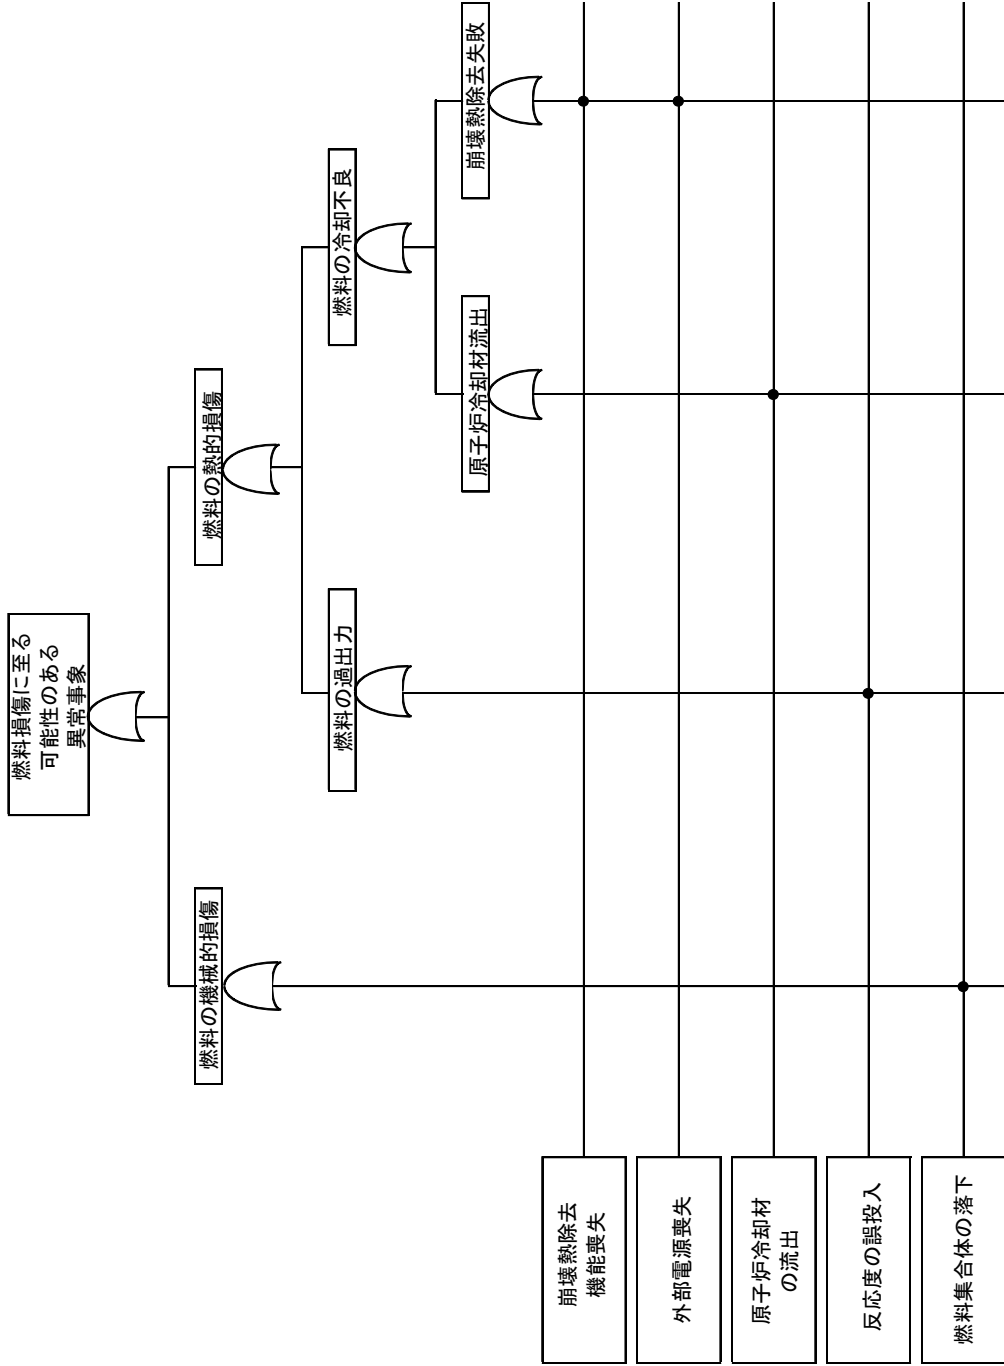 燃料損傷に至る
可能性のある
異常事象
燃料の機械的損傷
燃料の熱的損傷
燃料の過出力
燃料の冷却不良
原子炉冷却材流出
崩壊熱除去失敗
崩壊熱除去
機能喪失
外部電源喪失
原子炉冷却材
の流出
反応度の誤投入
燃料集合体の落下